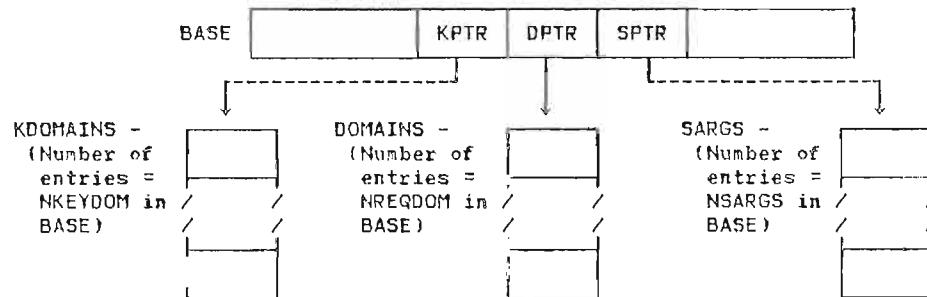 BASE KPTR DPTR SPTR
KDOMAINS -
(Number of
entries =
NKEYDOM in
BASE)
DOMAINS -
(Number of
entries =
NREQDOM in
BASE)
SARGS -
(Number of
entries =
NSARGS in
BASE)